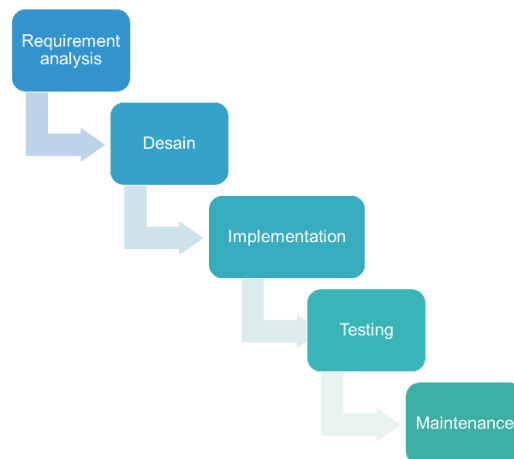 Requirement
analysis
Desain
Implementation
Testing
Maintenance